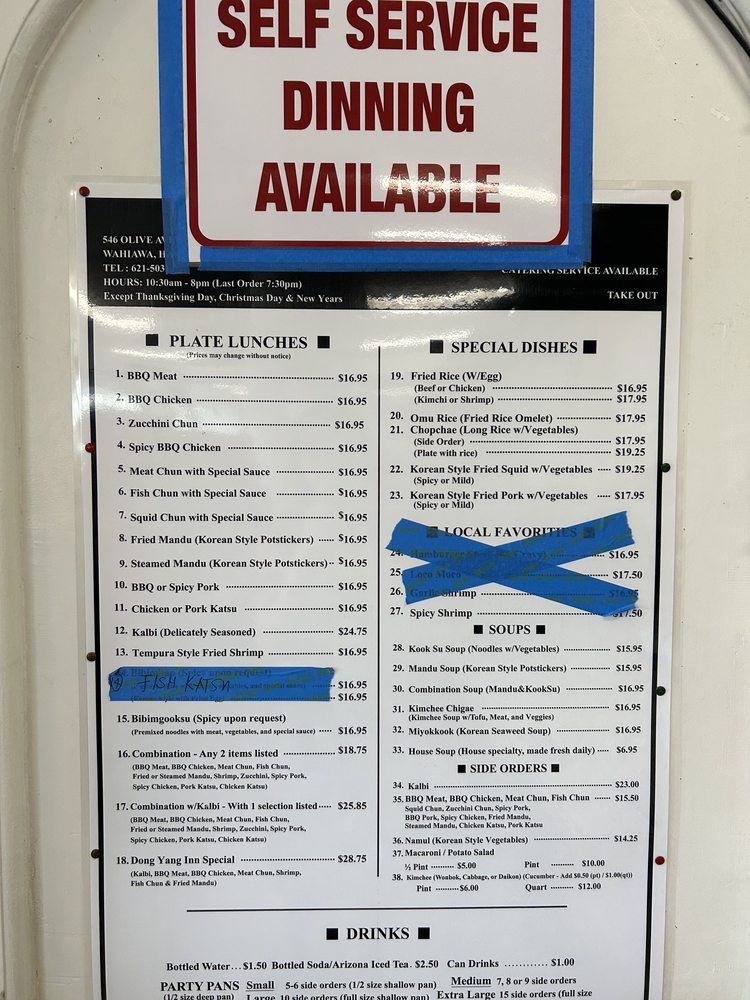 SELF SERVICE
DINNING
AVAILABLE
546 OLIVE
WAHIAWA,
TEL : 621-503
HOURS: 10:30am - 8pm (Last Order 7:30pm)
Except Thanksgiving Day, Christmas Day & New Years
CATERING SERVICE AVAILABLE
TAKE OUT
PLATE LUNCHES
(Prices may change without notice)
1. BBQ Meat $16.95
2. BBQ Chicken $16.95
3. Zucchini Chun $16.95
4. Spicy BBQ Chicken $16.95
5. Meat Chun with Special Sauce $16.95
6. Fish Chun with Special Sauce $16.95
7. Squid Chun with Special Sauce $16.95
8. Fried Mandu (Korean Style Potstickers) $16.95
9. Steamed Mandu (Korean Style Potstickers) $16.95
10. BBQ or Spicy Pork $16.95
11. Chicken or Pork Katsu $16.95
12. Kalbi (Delicately Seasoned) $24.75
13. Tempura Style Fried Shrimp $16.95
FISH KATSU $16.95
$16.95
15. Bibimgooksu (Spicy upon request)
(Premixed noodles with meat, vegetables, and special sauce) $16.95
16. Combination - Any 2 items listed $18.75
(BBQ Meat, BBQ Chicken, Meat Chun, Fish Chun,
Fried or Steamed Mandu, Shrimp, Zucchini, Spicy Pork,
Spicy Chicken, Pork Katsu, Chicken Katsu)
17. Combination w/Kalbi - With 1 selection listed $25.85
(BBQ Meat, BBQ Chicken, Meat Chun, Fish Chun,
Fried or Steamed Mandu, Shrimp, Zucchini, Spicy Pork,
Spicy Chicken, Pork Katsu, Chicken Katsu)
18. Dong Yang Inn Special $28.75
(Kalbi, BBQ Meat, BBQ Chicken, Meat Chun, Shrimp,
Fish Chun & Fried Mandu)
SPECIAL DISHES
19. Fried Rice (W/Egg)
(Beef or Chicken) $16.95
(Kimchi or Shrimp) $17.95
20. Omu Rice (Fried Rice Omelet) $17.95
21. Chopchae (Long Rice w/Vegetables)
(Side Order) $17.95
(Plate with rice) $19.25
22. Korean Style Fried Squid w/Vegetables $19.25
(Spicy or Mild)
23. Korean Style Fried Pork w/Vegetables $17.95
(Spicy or Mild)
LOCAL FAVORITIES
24. Hamburger $16.95
25. Loco Moco $17.50
26. Garlic Shrimp $16.95
27. Spicy Shrimp $17.50
SOUPS
28. Kook Su Soup (Noodles w/Vegetables) $15.95
29. Mandu Soup (Korean Style Potstickers) $15.95
30. Combination Soup (Mandu&KookSu) $16.95
31. Kimchee Chigae $16.95
(Kimchee Soup w/Tofu, Meat, and Veggies)
32. Miyokkook (Korean Seaweed Soup) $16.95
33. House Soup (House specialty, made fresh daily) $6.95
SIDE ORDERS
34. Kalbi $23.00
35. BBQ Meat, BBQ Chicken, Meat Chun, Fish Chun $15.50
Squid Chun, Zucchini Chun, Spicy Pork,
BBQ Pork, Spicy Chicken, Fried Mandu,
Steamed Mandu, Chicken Katsu, Pork Katsu
36. Namul (Korean Style Vegetables) $14.25
37. Macaroni / Potato Salad
½ Pint $5.00 Pint $10.00
38. Kimchee (Wonbok, Cabbage, or Daikon) (Cucumber - Add $0.50 (pt) / $1.00(qt))
Pint $6.00 Quart $12.00
DRINKS
Bottled Water... $1.50 Bottled Soda/Arizona Iced Tea. $2.50 Can Drinks ............ $1.00
PARTY PANS Small 5-6 side orders (1/2 size shallow pan) Medium 7, 8 or 9 side orders
(1/2 size deep pan) Large 10 side orders (full size shallow pan) Extra Large 15 side orders (full size